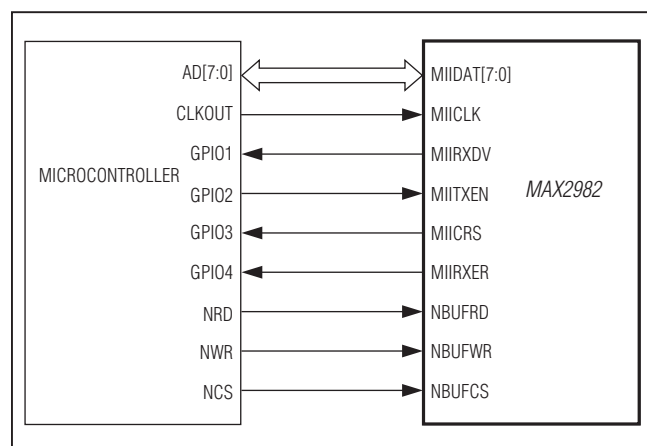 AD[7:0] MIIDAT[7:0]
CLKOUT MIICLK
GPIO1 MIIRXDV
MICROCONTROLLER
GPIO2 MIITXEN MAX2982
GPIO3 MIICRS
GPIO4 MIIRXER
NRD NBUFRD
NWR NBUFWR
NCS NBUFCS